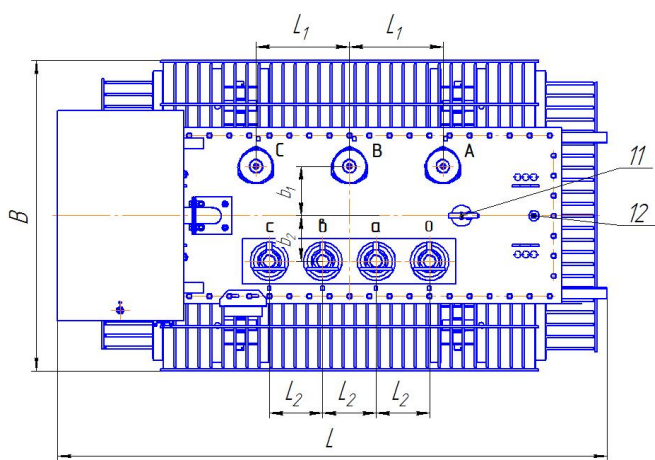 L₁ L₁
C B A
11
b₁
B
12
b₂
c в a 0
L₂ L₂ L₂
L